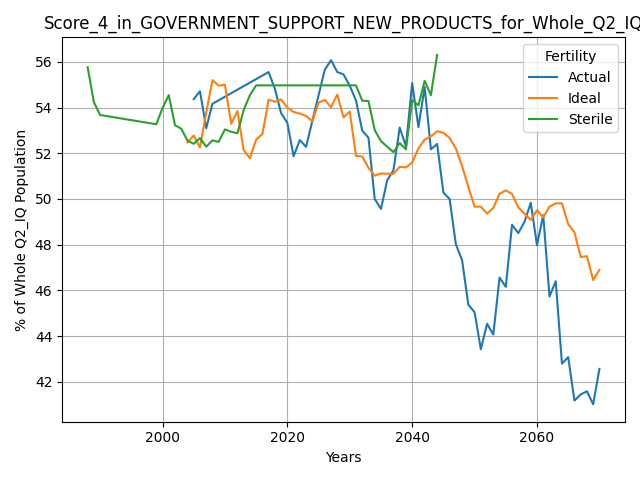 Score_4_in_GOVERNMENT_SUPPORT_NEW_PRODUCTS_for_Whole_Q2_IQ
Fertility
Actual
Ideal
Sterile
% of Whole Q2_IQ Population
56
54
52
50
48
46
44
42
2000
2020
2040
2060
Years